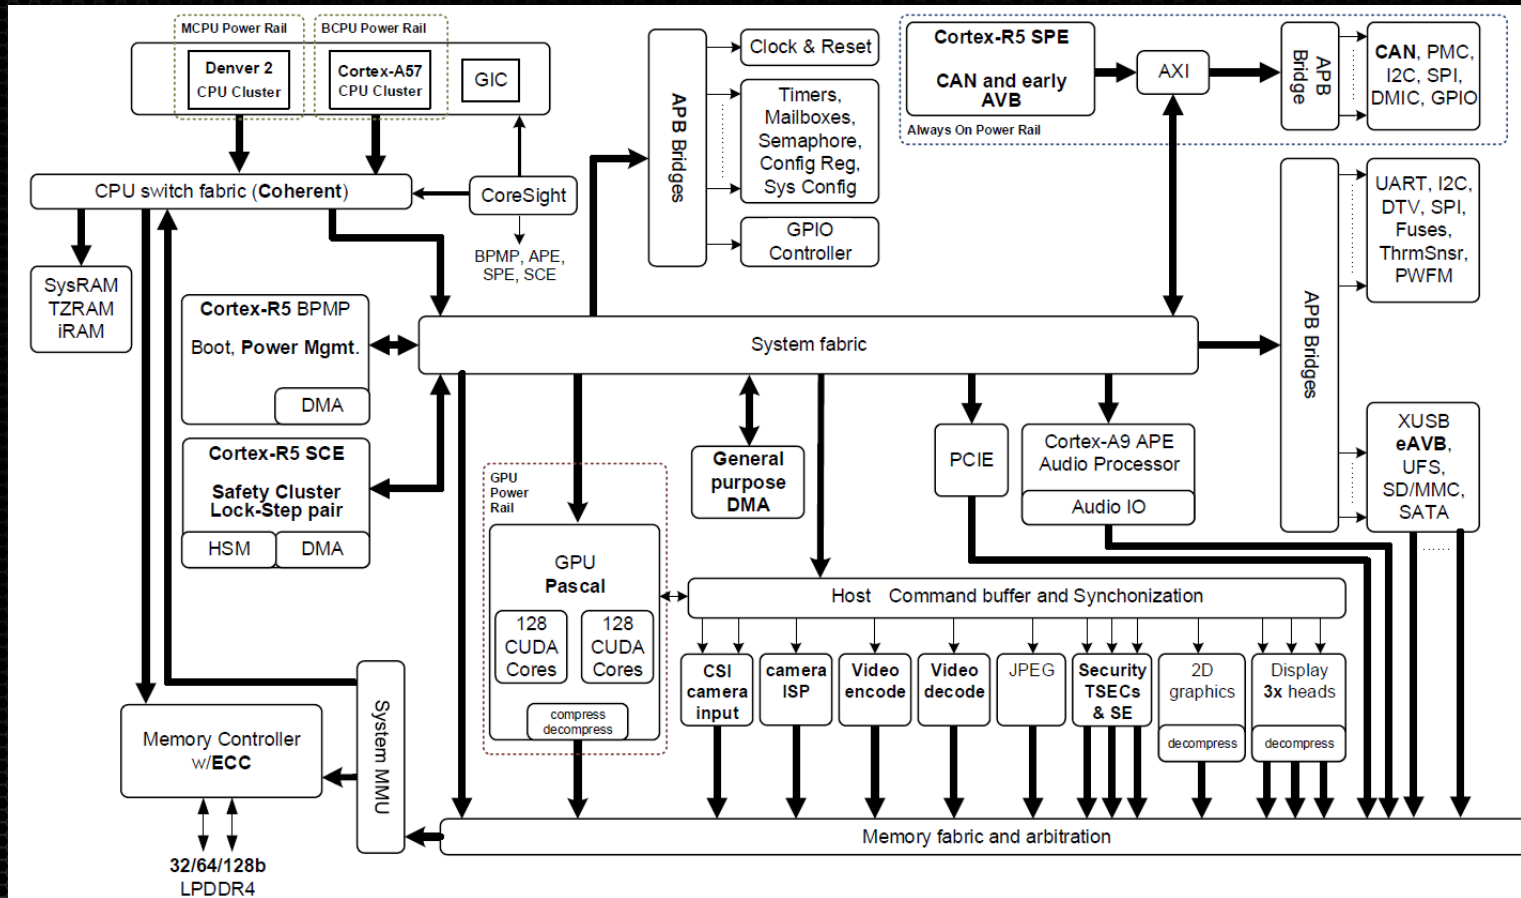 MCPU Power Rail
BCPU Power Rail
Denver 2
CPU Cluster
Cortex-A57
CPU Cluster
GIC
CPU switch fabric (Coherent)
CoreSight
BPMP, APE,
SPE, SCE
SysRAM
TZRAM
iRAM
Cortex-R5 BPMP
Boot, Power Mgmt.
DMA
Cortex-R5 SCE
Safety Cluster
Lock-Step pair
HSM
DMA
APB Bridges
Clock & Reset
Timers,
Mailboxes,
Semaphore,
Config Reg,
Sys Config
GPIO
Controller
Cortex-R5 SPE
CAN and early
AVB
Always On Power Rail
AXI
APB
Bridge
CAN, PMC,
I2C, SPI,
DMIC, GPIO
APB Bridges
UART, I2C,
DTV, SPI,
Fuses,
ThrmSnsr,
PWFM
XUSB
eAVB,
UFS,
SD/MMC,
SATA
System fabric
GPU
Power
Rail
GPU
Pascal
128
CUDA
Cores
128
CUDA
Cores
compress
decompress
General
purpose
DMA
PCIE
Cortex-A9 APE
Audio Processor
Audio IO
Host Command buffer and Synchonization
CSI
camera
input
camera
ISP
Video
encode
Video
decode
JPEG
Security
TSECs
& SE
2D
graphics
decompress
Display
3x heads
decompress
Memory Controller
w/ECC
System MMU
32/64/128b
LPDDR4
Memory fabric and arbitration